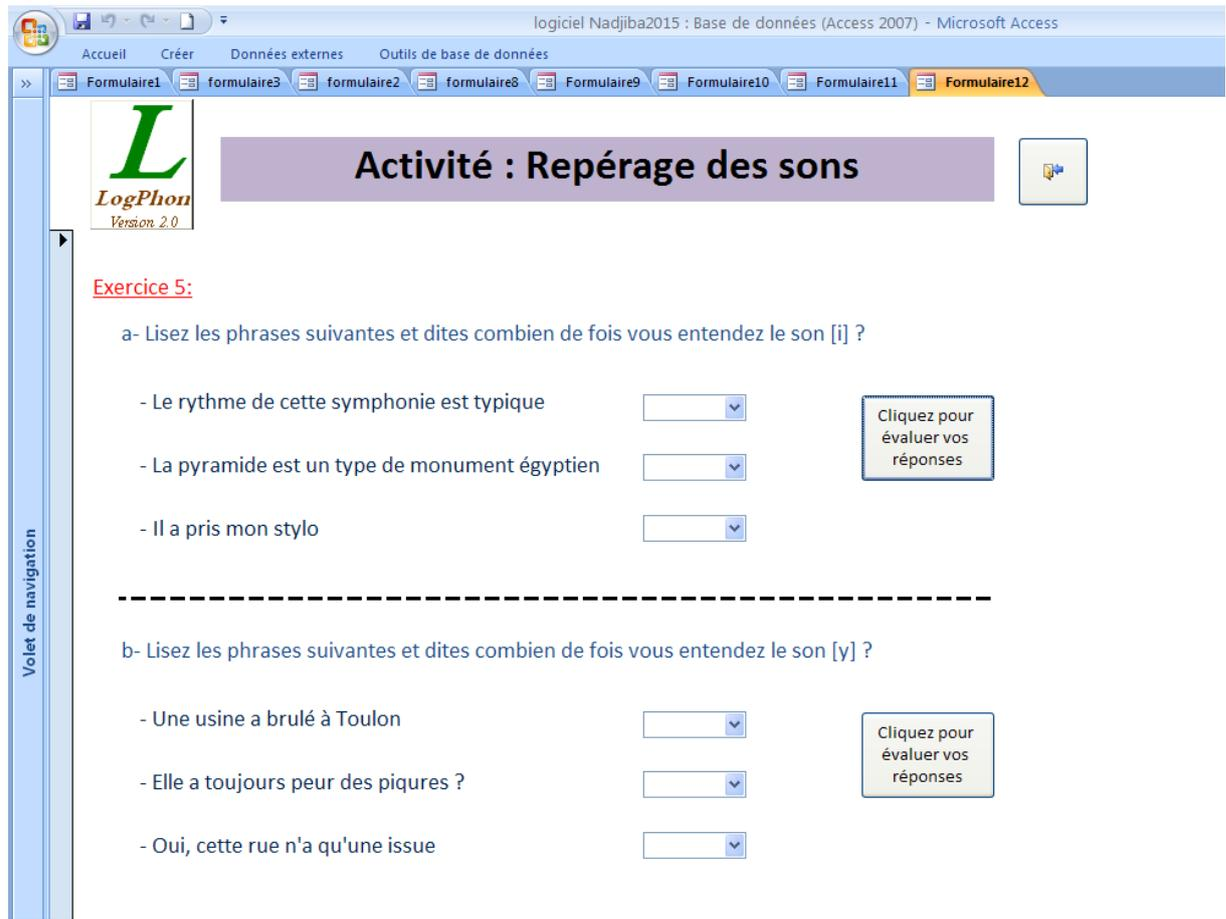 logiciel Nadjiba2015 : Base de données (Access 2007) - Microsoft Access
Accueil Créer Données externes Outils de base de données
» Formulaire1 formulaire3 formulaire2 formulaire8 Formulaire9 Formulaire10 Formulaire11 Formulaire12
L
LogPhon
Version 2.0
Activité : Repérage des sons
Exercice 5:
a- Lisez les phrases suivantes et dites combien de fois vous entendez le son [i] ?
- Le rythme de cette symphonie est typique
- La pyramide est un type de monument égyptien
- Il a pris mon stylo
Cliquez pour
évaluer vos
réponses
Volet de navigation
b- Lisez les phrases suivantes et dites combien de fois vous entendez le son [y] ?
- Une usine a brulé à Toulon
- Elle a toujours peur des piqures ?
- Oui, cette rue n'a qu'une issue
Cliquez pour
évaluer vos
réponses